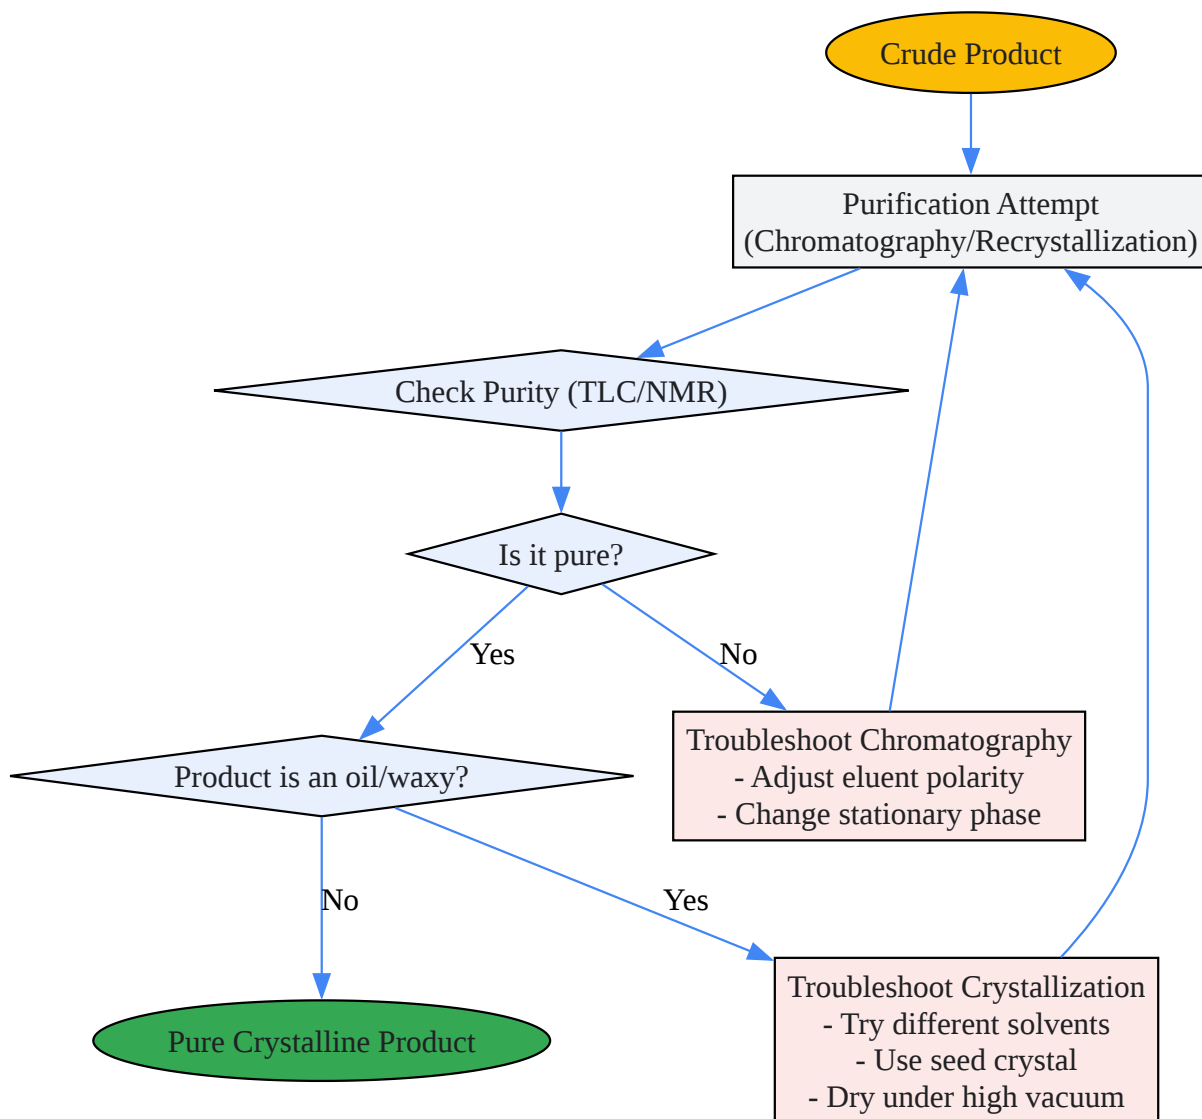 Crude Product
Purification Attempt
(Chromatography/Recrystallization)
Check Purity (TLC/NMR)
Is it pure?
Yes
No
Troubleshoot Chromatography
- Adjust eluent polarity
- Change stationary phase
Product is an oil/waxy?
No
Yes
Troubleshoot Crystallization
- Try different solvents
- Use seed crystal
- Dry under high vacuum
Pure Crystalline Product